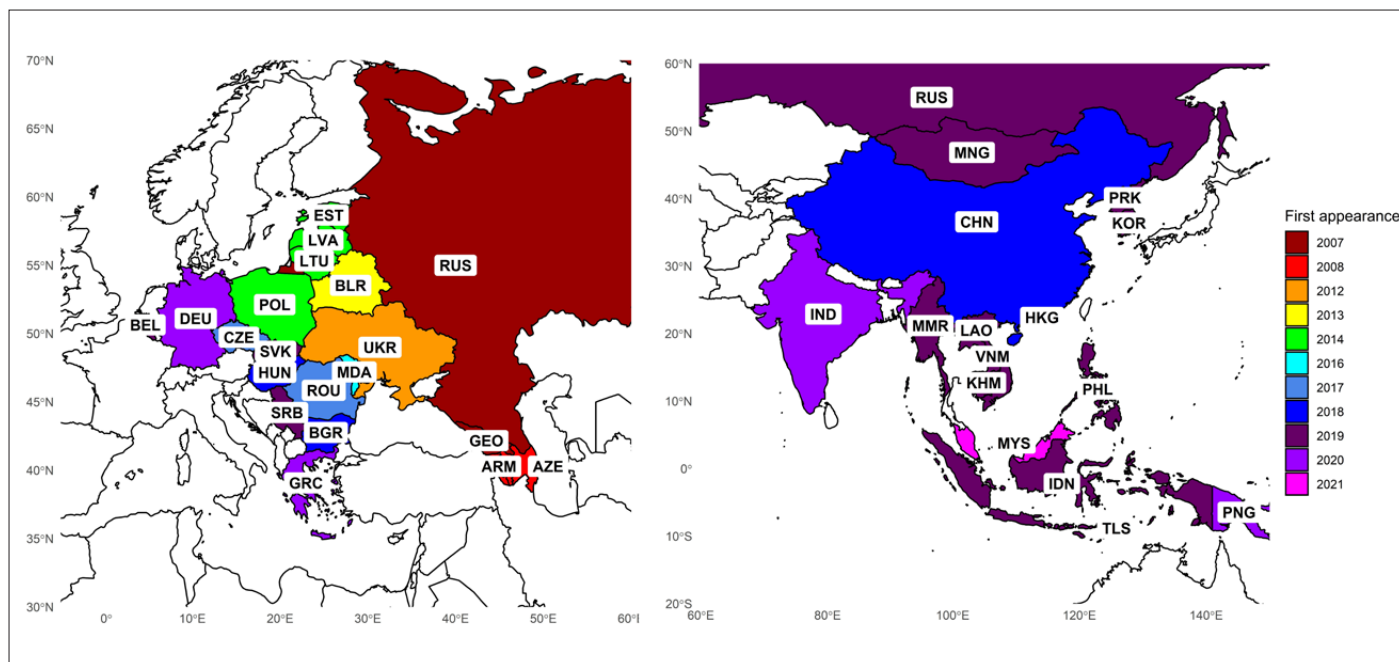 70°N
65°N
60°N
55°N
50°N
45°N
40°N
35°N
30°N
0°
10°E
20°E
30°E
40°E
50°E
60°E
EST
LVA
LTU
RUS
BLR
POL
DEU
BEL
CZE
SVK
UKR
HUN
MDA
ROU
SRB
BGR
GEO
ARM
AZE
GRC
60°N
50°N
40°N
30°N
20°N
10°N
0°
10°S
20°S
60°E
80°E
100°E
120°E
140°E
RUS
MNG
PRK
KOR
CHN
IND
MMR
LAO
HKG
VNM
KHM
PHL
MYS
IDN
TLS
PNG
First appearance
2007
2008
2012
2013
2014
2016
2017
2018
2019
2020
2021